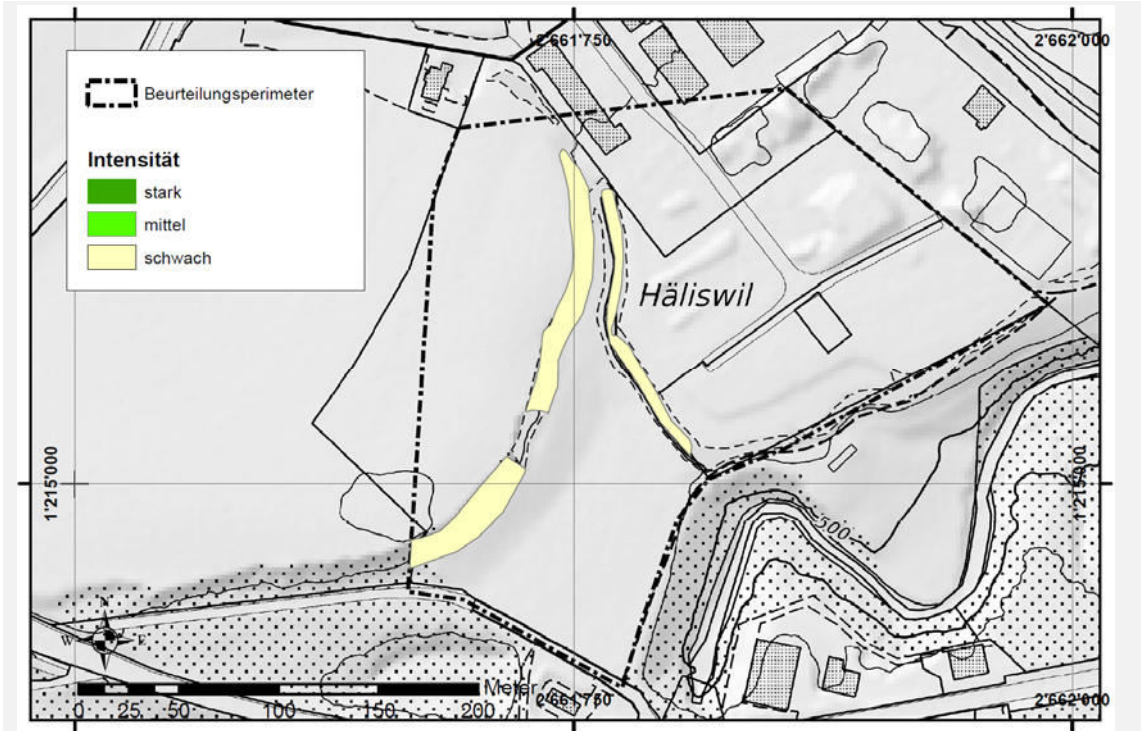 2'661'750
2'662'000
Beurteilungsperimeter
Intensität
stark
mittel
schwach
Häliswil
1'215'000
1'215'000
500
N
W
E
Meter
0 25 50 100 150 200
2'661'750
2'662'000